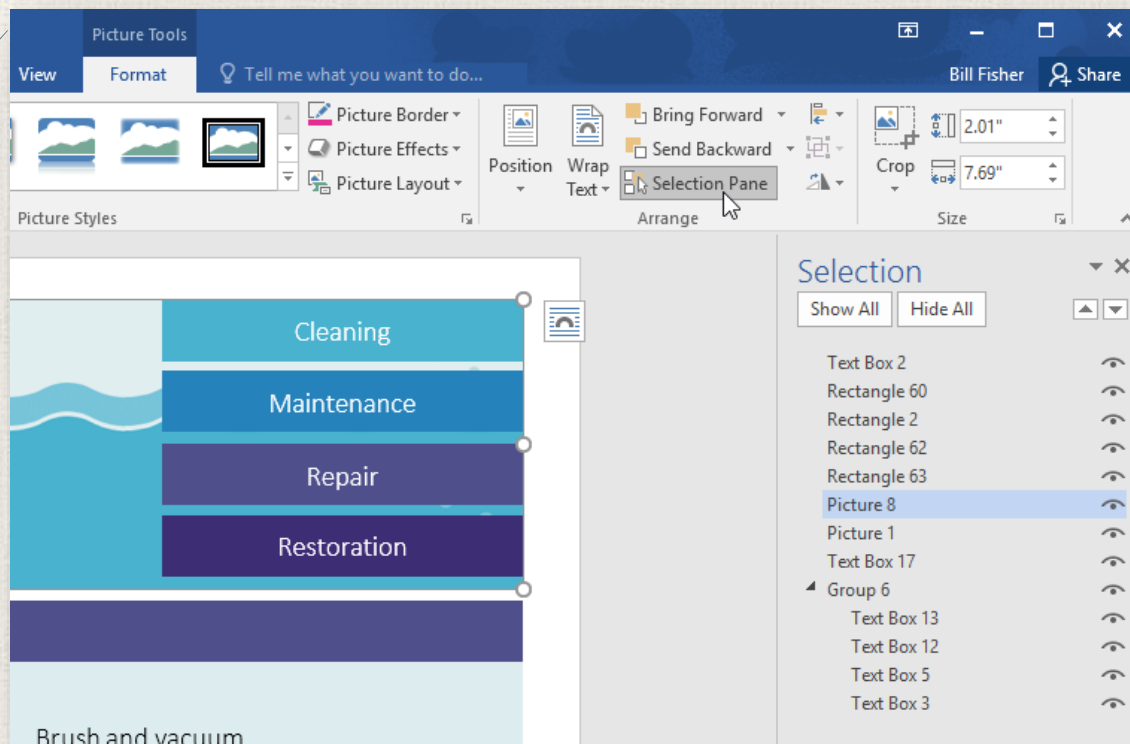 Picture Tools
View
Format
Tell me what you want to do...
Bill Fisher
Share
Picture Border
Picture Effects
Picture Layout
Picture Styles
Position
Wrap
Text
Bring Forward
Send Backward
Selection Pane
Arrange
Crop
2.01"
7.69"
Size
Cleaning
Maintenance
Repair
Restoration
Brush and vacuum
Selection
Show All
Hide All
Text Box 2
Rectangle 60
Rectangle 2
Rectangle 62
Rectangle 63
Picture 8
Picture 1
Text Box 17
Group 6
Text Box 13
Text Box 12
Text Box 5
Text Box 3